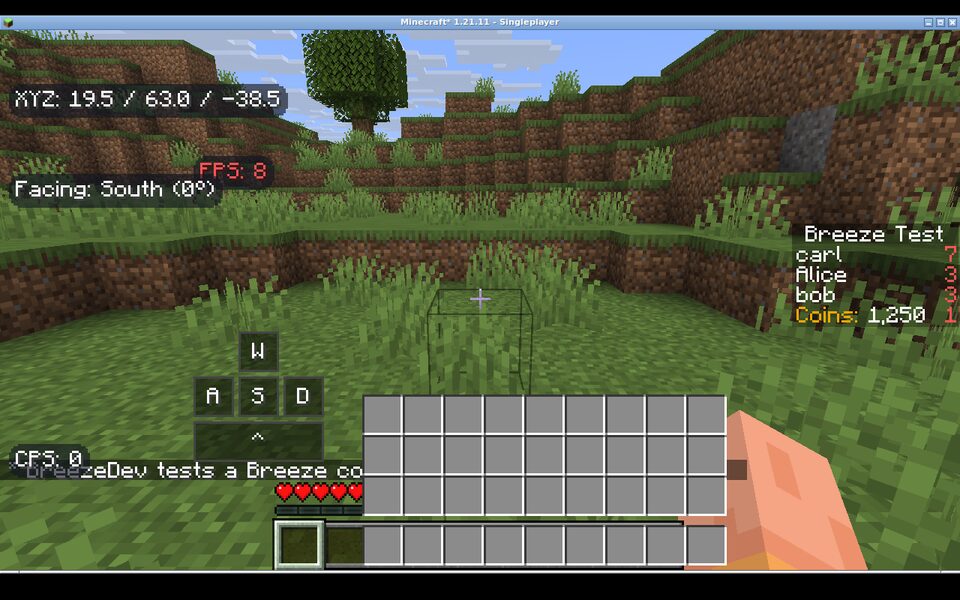 Minecraft* 1.21.11 - Singleplayer
XYZ: 19.5 / 63.0 / -38.5
FPS: 8
Facing: South (0°)
Breeze Test
carl 7
Alice 3
bob 3
Coins: 1,250 1
W
A S D
^
CPS: 0
BreezeDev tests a Breeze co